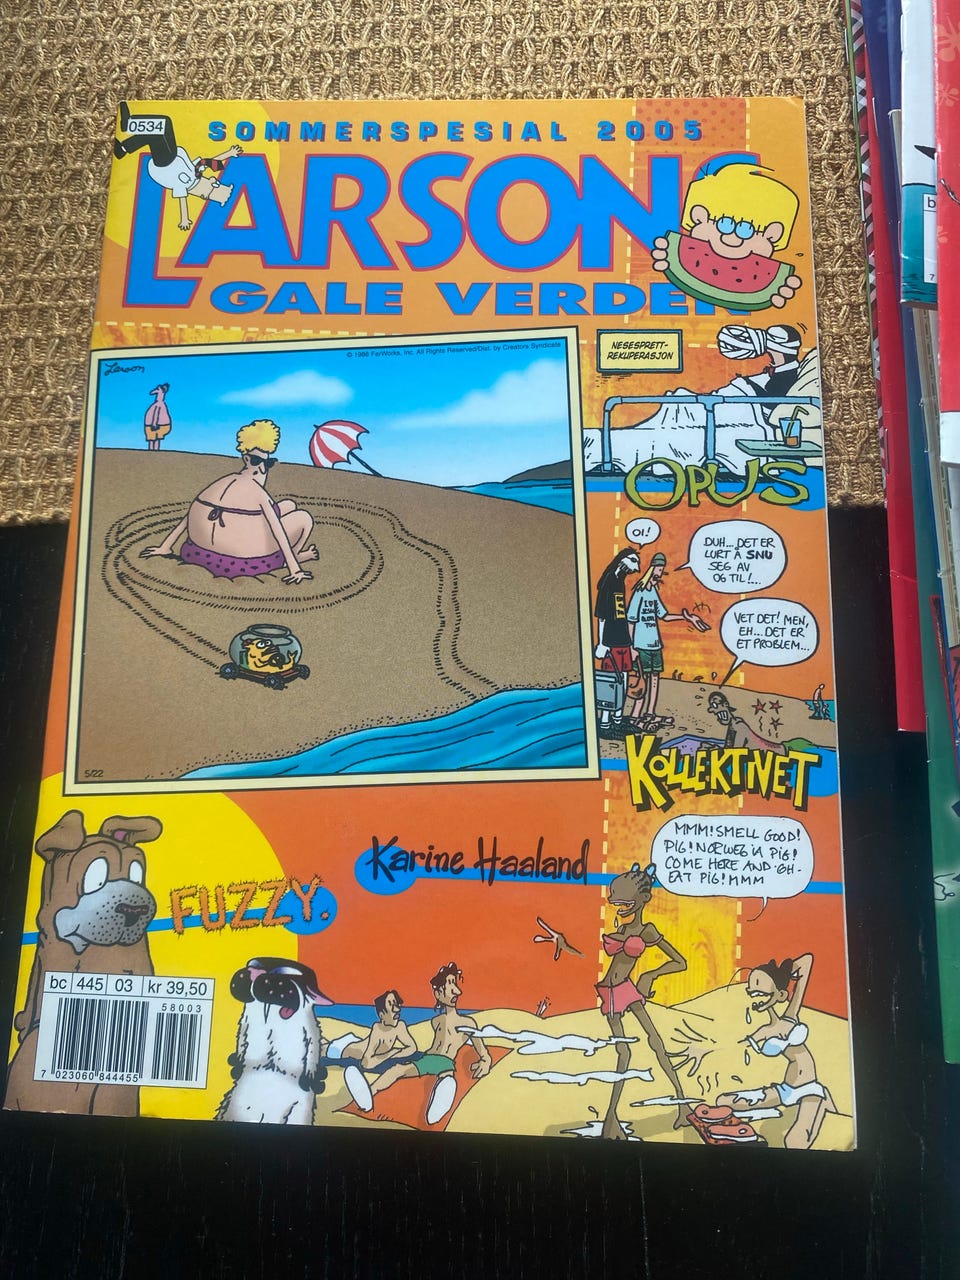 0534
SOMMERSPESIAL 2005
LARSONS
GALE VERDEN
Larson
© 1986 FarWorks, Inc. All Rights Reserved/Dist. by Creators Syndicate
5/22
NESESPRETT-
REKUPERASJON
OPUS
OI!
DUH... DET ER
LURT Å SNU
SEG AV
OG TIL!...
VET DET! MEN,
EH... DET ER
ET PROBLEM...
KOLLEKTIVET
Karine Haaland
MMM! SMELL GOOD!
PIG! NORWEGIA PIG!
COME HERE AND GH-
EAT PIG! MMM
FUZZY.
bc 445 03 kr 39,50
58003
7 023060 844455
b
7